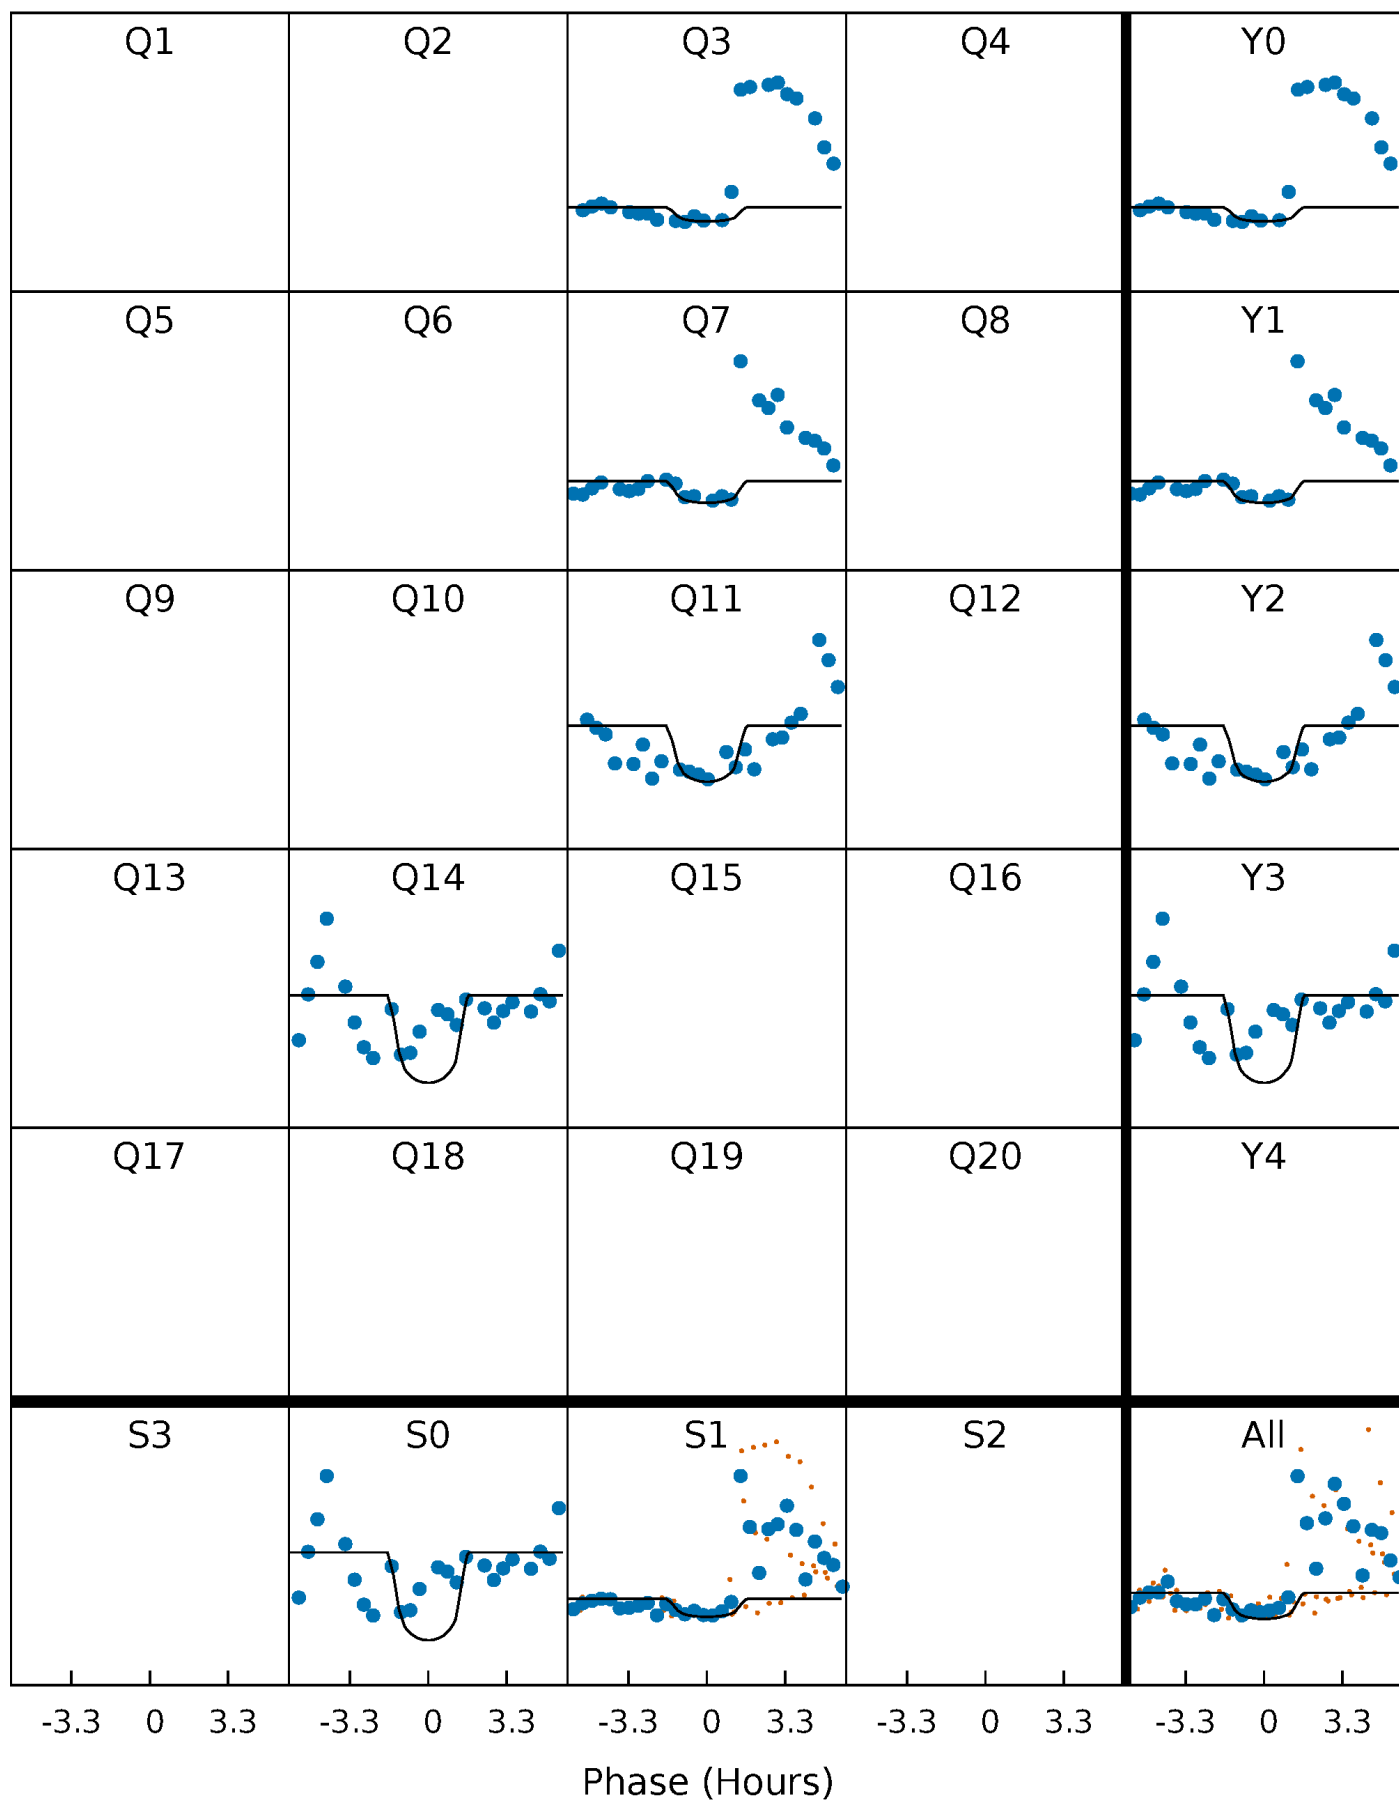 Q1 Q2 Q3 Q4 Y0
Q5 Q6 Q7 Q8 Y1
Q9 Q10 Q11 Q12 Y2
Q13 Q14 Q15 Q16 Y3
Q17 Q18 Q19 Q20 Y4
S3 S0 S1 S2 All
-3.3 0 3.3 -3.3 0 3.3 -3.3 0 3.3 -3.3 0 3.3 -3.3 0 3.3
Phase (Hours)